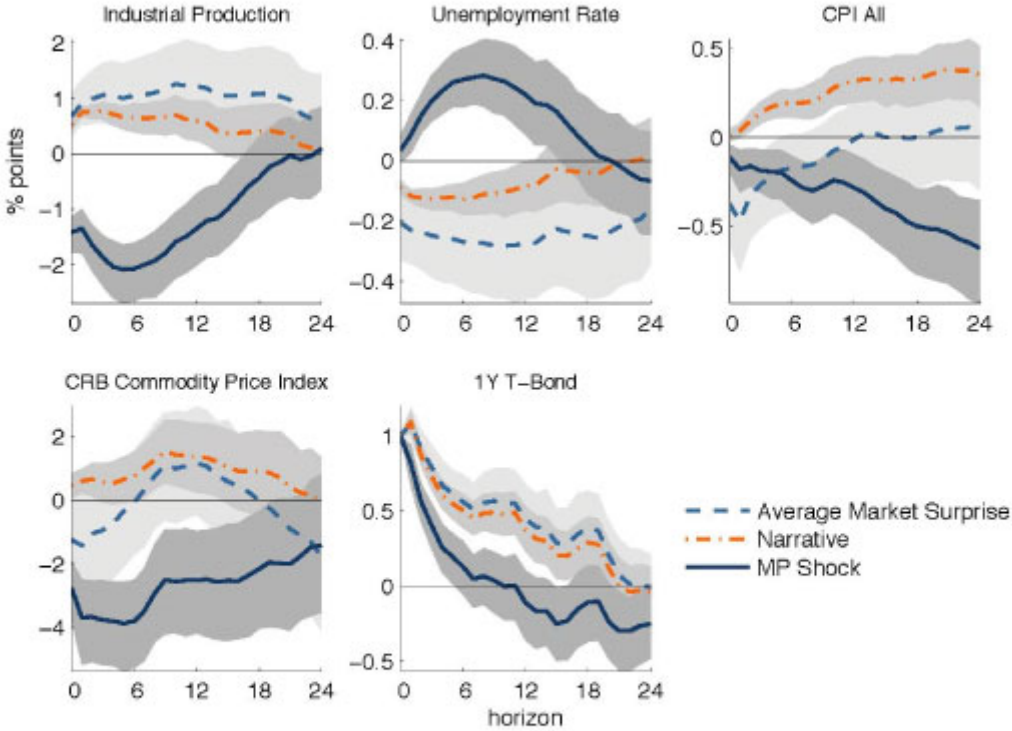 Industrial Production
Unemployment Rate
CPI All
% points
2
1
0
−1
−2
0 6 12 18 24
0.4
0.2
0
−0.2
−0.4
0 6 12 18 24
0.5
0
−0.5
0 6 12 18 24
CRB Commodity Price Index
1Y T−Bond
2
0
−2
−4
0 6 12 18 24
1
0.5
0
−0.5
0 6 12 18 24
horizon
Average Market Surprise
Narrative
MP Shock